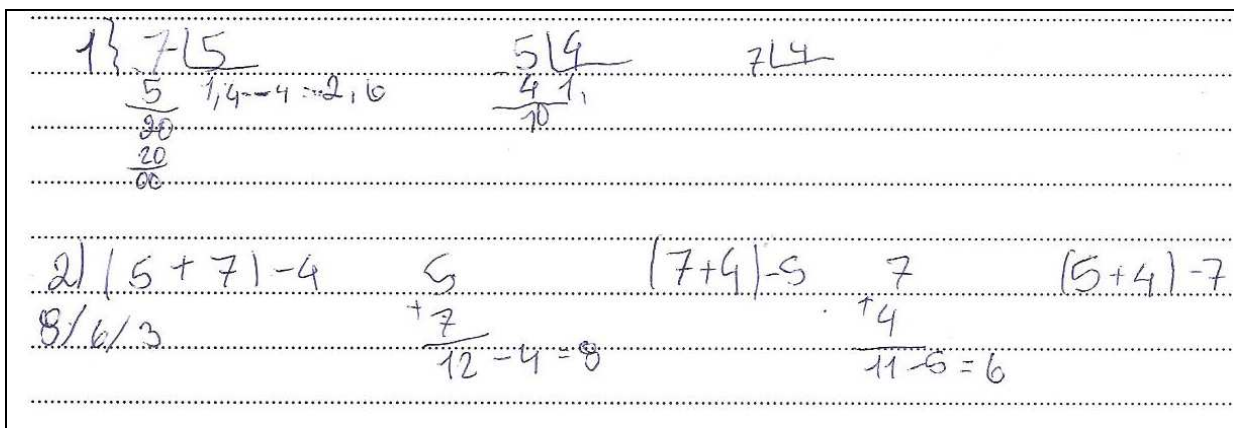 1} 7 | 5 5 | 4 7 | 4
5 1,4 - 4 = -2,6 - 4 1,
20 10
20
00
2) (5 + 7) - 4 5 (7+4) - 5 7 (5+4) - 7
8/6/3 + 7 + 4
12 - 4 = 8 11 - 5 = 6